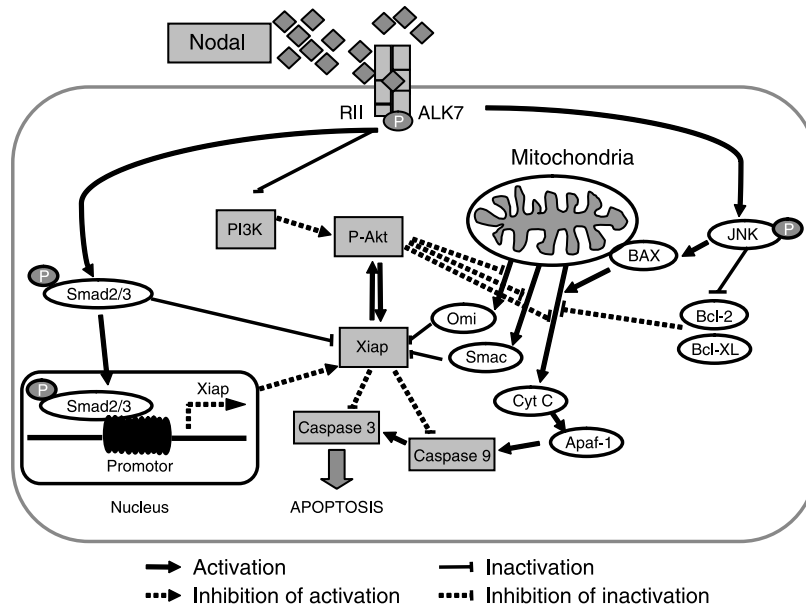 Nodal
RII
ALK7
P
Mitochondria
PI3K
P-Akt
JNK
P
BAX
P
Smad2/3
Omi
Bcl-2
Xiap
Smac
Bcl-XL
Xiap
P
Smad2/3
Cyt C
Caspase 3
Apaf-1
Caspase 9
Promotor
Nucleus
APOPTOSIS
Activation
Inactivation
Inhibition of activation
Inhibition of inactivation